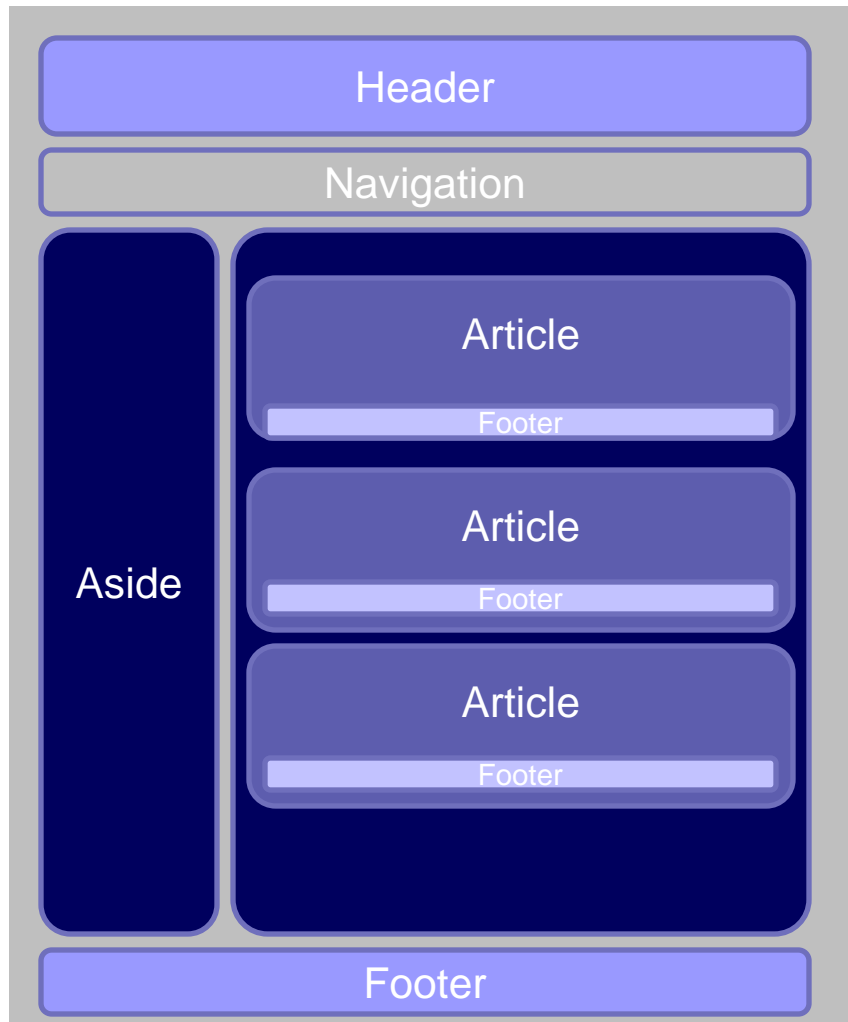 Header
Navigation
Aside
Article
Footer
Article
Footer
Article
Footer
Footer